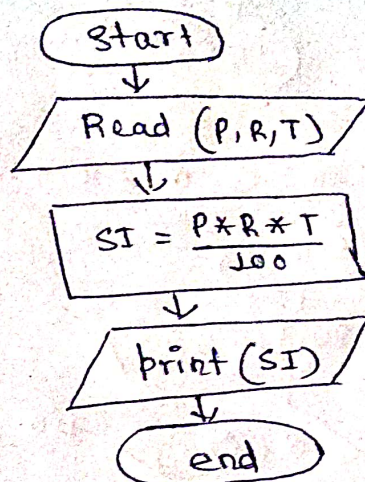 Start
Read (P,R,T)
SI = P*R*T
100
print (SI)
end